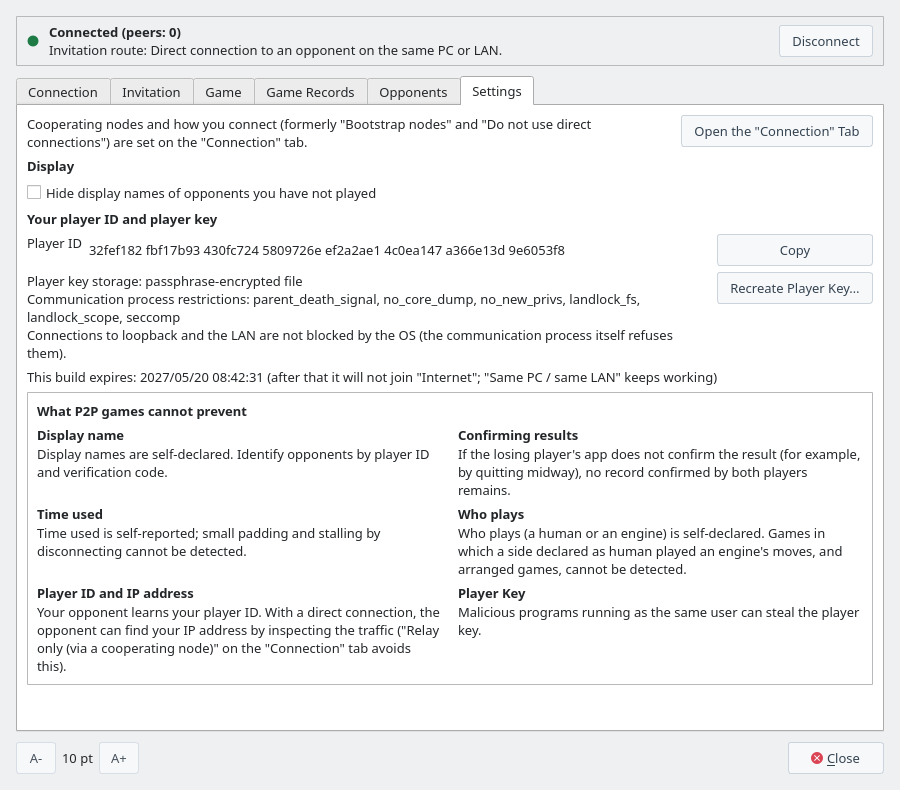 Connected (peers: 0)
Invitation route: Direct connection to an opponent on the same PC or LAN.
Disconnect
Connection
Invitation
Game
Game Records
Opponents
Settings
Cooperating nodes and how you connect (formerly "Bootstrap nodes" and "Do not use direct
connections") are set on the "Connection" tab.
Open the "Connection" Tab
Display
Hide display names of opponents you have not played
Your player ID and player key
Player ID
32fef182 fbf17b93 430fc724 5809726e ef2a2ae1 4c0ea147 a366e13d 9e6053f8
Copy
Player key storage: passphrase-encrypted file
Communication process restrictions: parent_death_signal, no_core_dump, no_new_privs, landlock_fs,
landlock_scope, seccomp
Connections to loopback and the LAN are not blocked by the OS (the communication process itself refuses
them).
Recreate Player Key...
This build expires: 2027/05/20 08:42:31 (after that it will not join "Internet"; "Same PC / same LAN" keeps working)
What P2P games cannot prevent
Display name
Display names are self-declared. Identify opponents by player ID
and verification code.
Confirming results
If the losing player's app does not confirm the result (for example,
by quitting midway), no record confirmed by both players
remains.
Time used
Time used is self-reported; small padding and stalling by
disconnecting cannot be detected.
Who plays
Who plays (a human or an engine) is self-declared. Games in
which a side declared as human played an engine's moves, and
arranged games, cannot be detected.
Player ID and IP address
Your opponent learns your player ID. With a direct connection, the
opponent can find your IP address by inspecting the traffic ("Relay
only (via a cooperating node)" on the "Connection" tab avoids
this).
Player Key
Malicious programs running as the same user can steal the player
key.
A-
10 pt
A+
Close